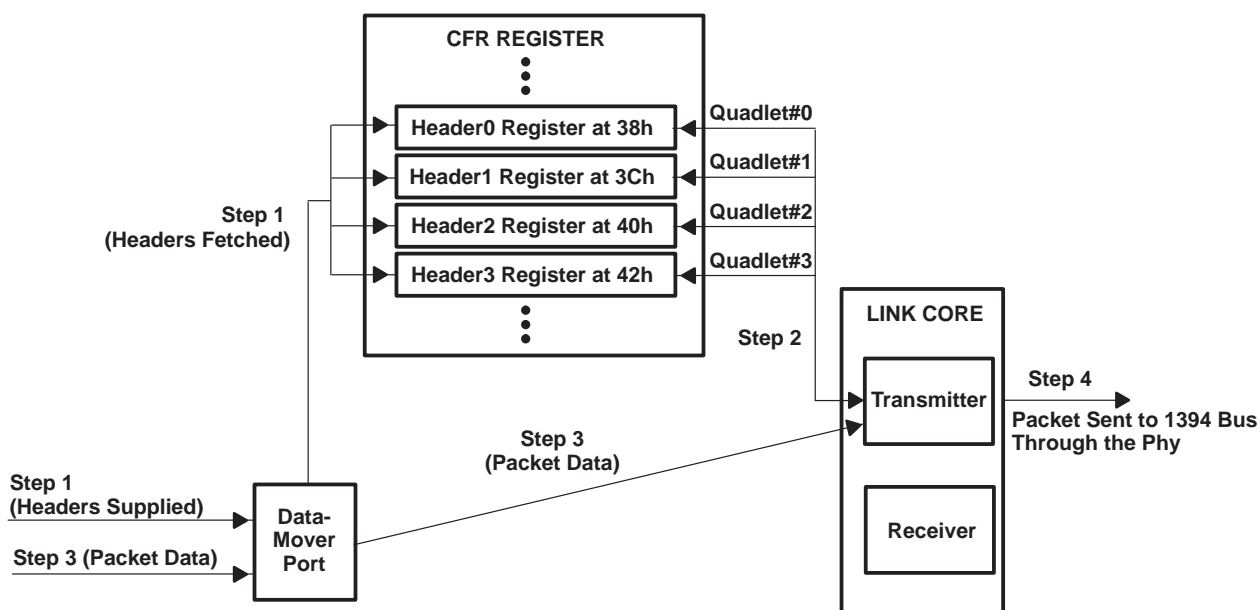 CFR REGISTER
Header0 Register at 38h
Quadlet#0
Header1 Register at 3Ch
Quadlet#1
Header2 Register at 40h
Quadlet#2
Header3 Register at 42h
Quadlet#3
Step 1
(Headers Fetched)
Step 2
LINK CORE
Transmitter
Step 4
Packet Sent to 1394 Bus
Through the Phy
Step 3
(Packet Data)
Receiver
Step 1
(Headers Supplied)
Step 3 (Packet Data)
Data-
Mover
Port